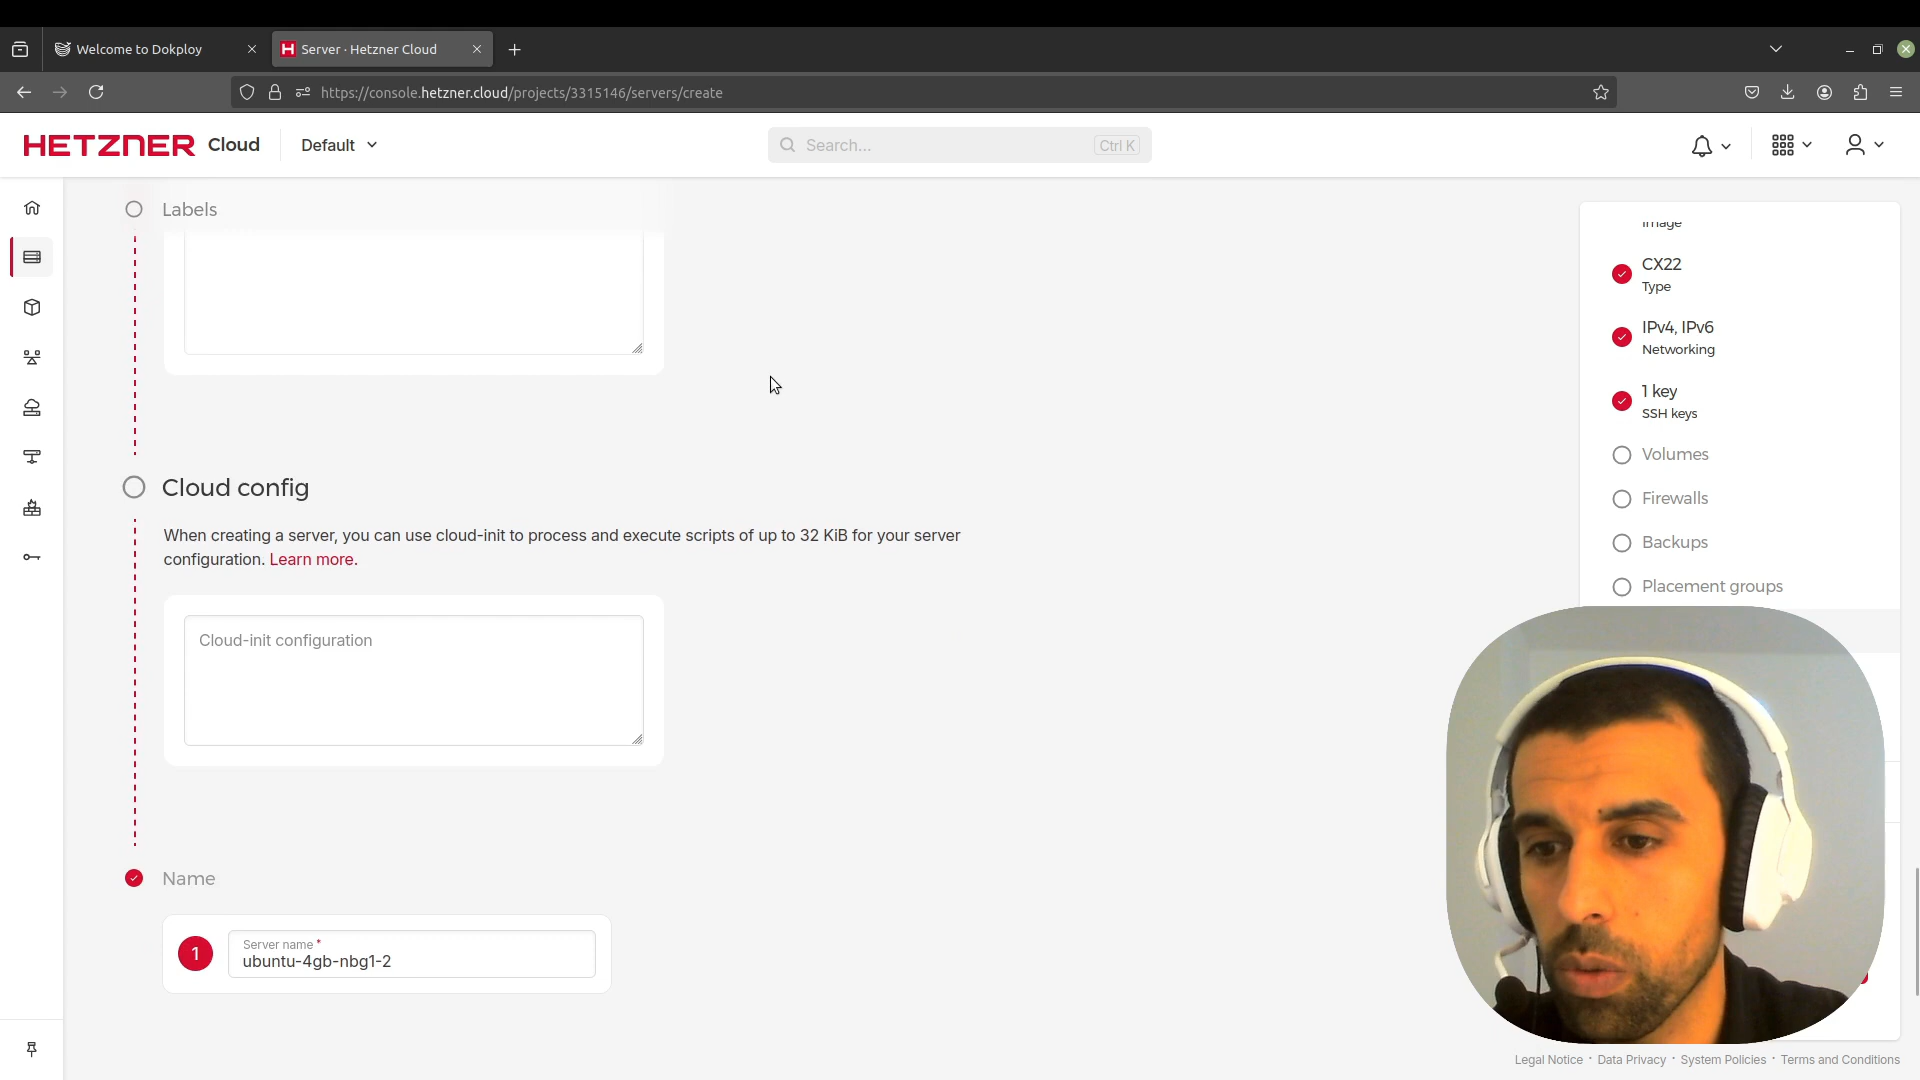 Welcome to Dokploy
Server · Hetzner Cloud
https://console.hetzner.cloud/projects/3315146/servers/create
HETZNER Cloud
Default
Search...
Ctrl K
Labels
Image
CX22
Type
IPv4, IPv6
Networking
1 key
SSH keys
Volumes
Firewalls
Backups
Placement groups
Cloud config
When creating a server, you can use cloud-init to process and execute scripts of up to 32 KiB for your server
configuration. Learn more.
Cloud-init configuration
Name
1
Server name *
ubuntu-4gb-nbg1-2
Legal Notice · Data Privacy · System Policies · Terms and Conditions